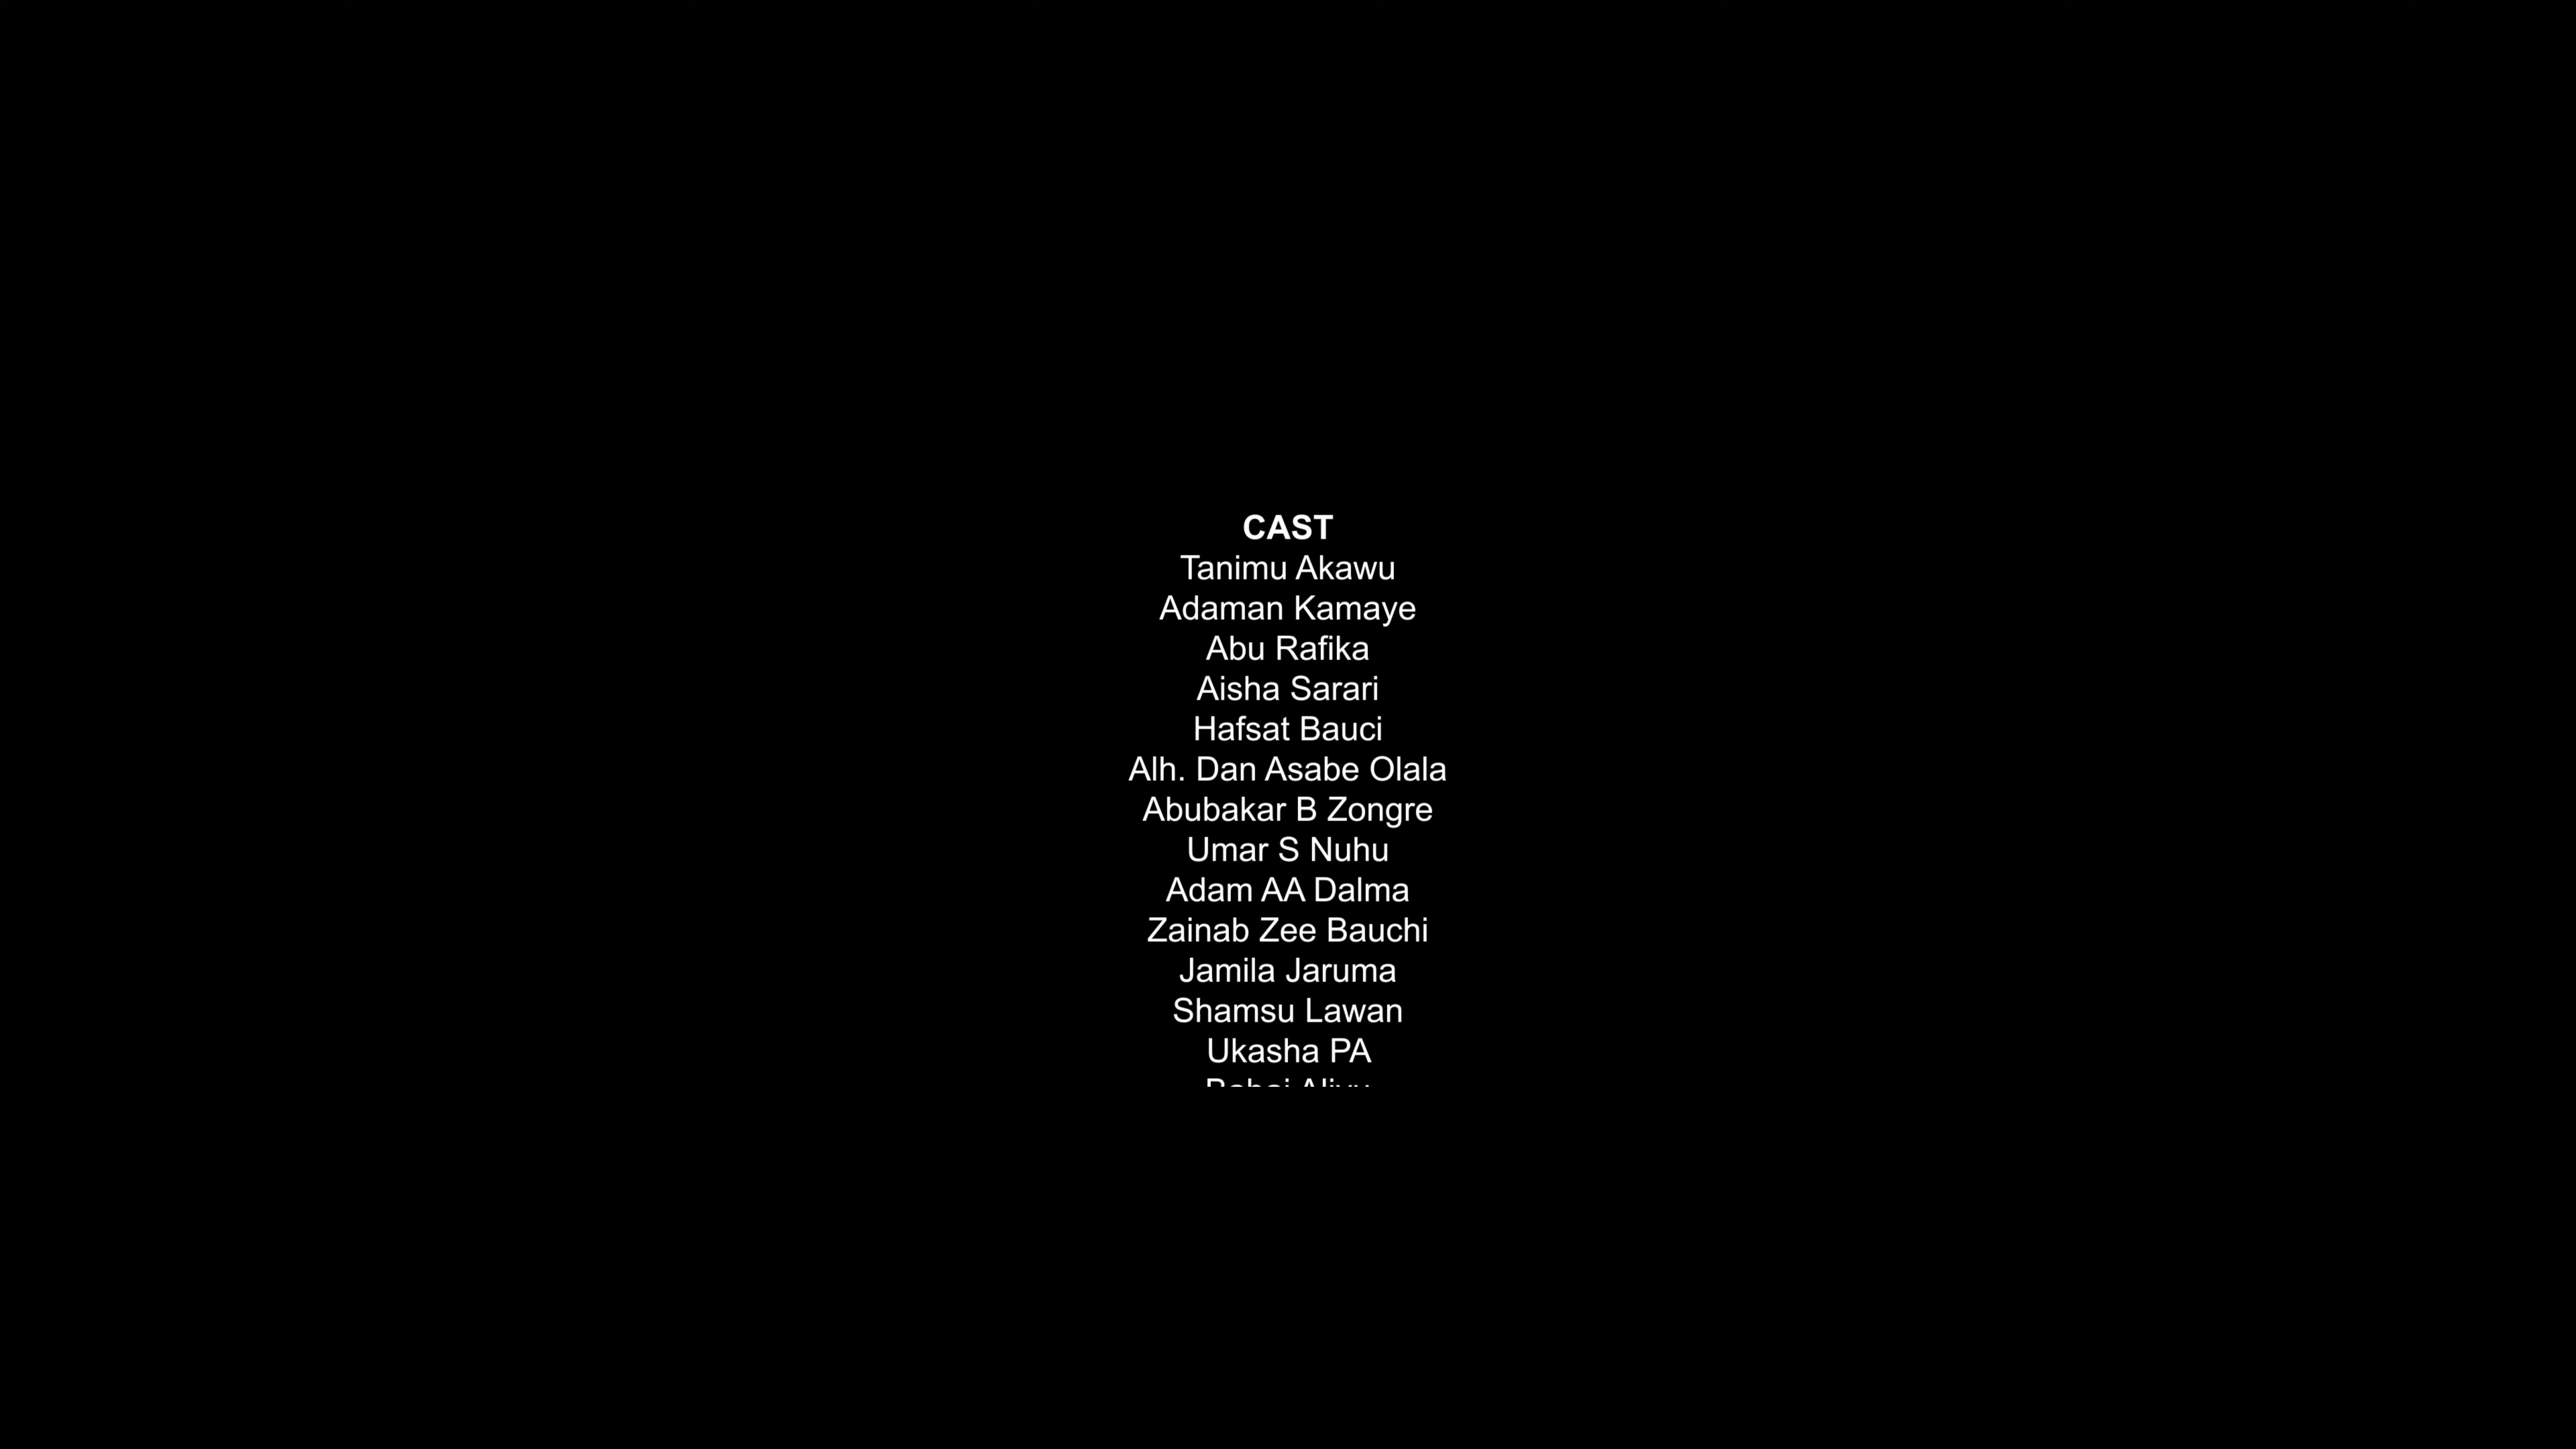 CAST
Tanimu Akawu
Adaman Kamaye
Abu Rafika
Aisha Sarari
Hafsat Bauci
Alh. Dan Asabe Olala
Abubakar B Zongre
Umar S Nuhu
Adam AA Dalma
Zainab Zee Bauchi
Jamila Jaruma
Shamsu Lawan
Ukasha PA